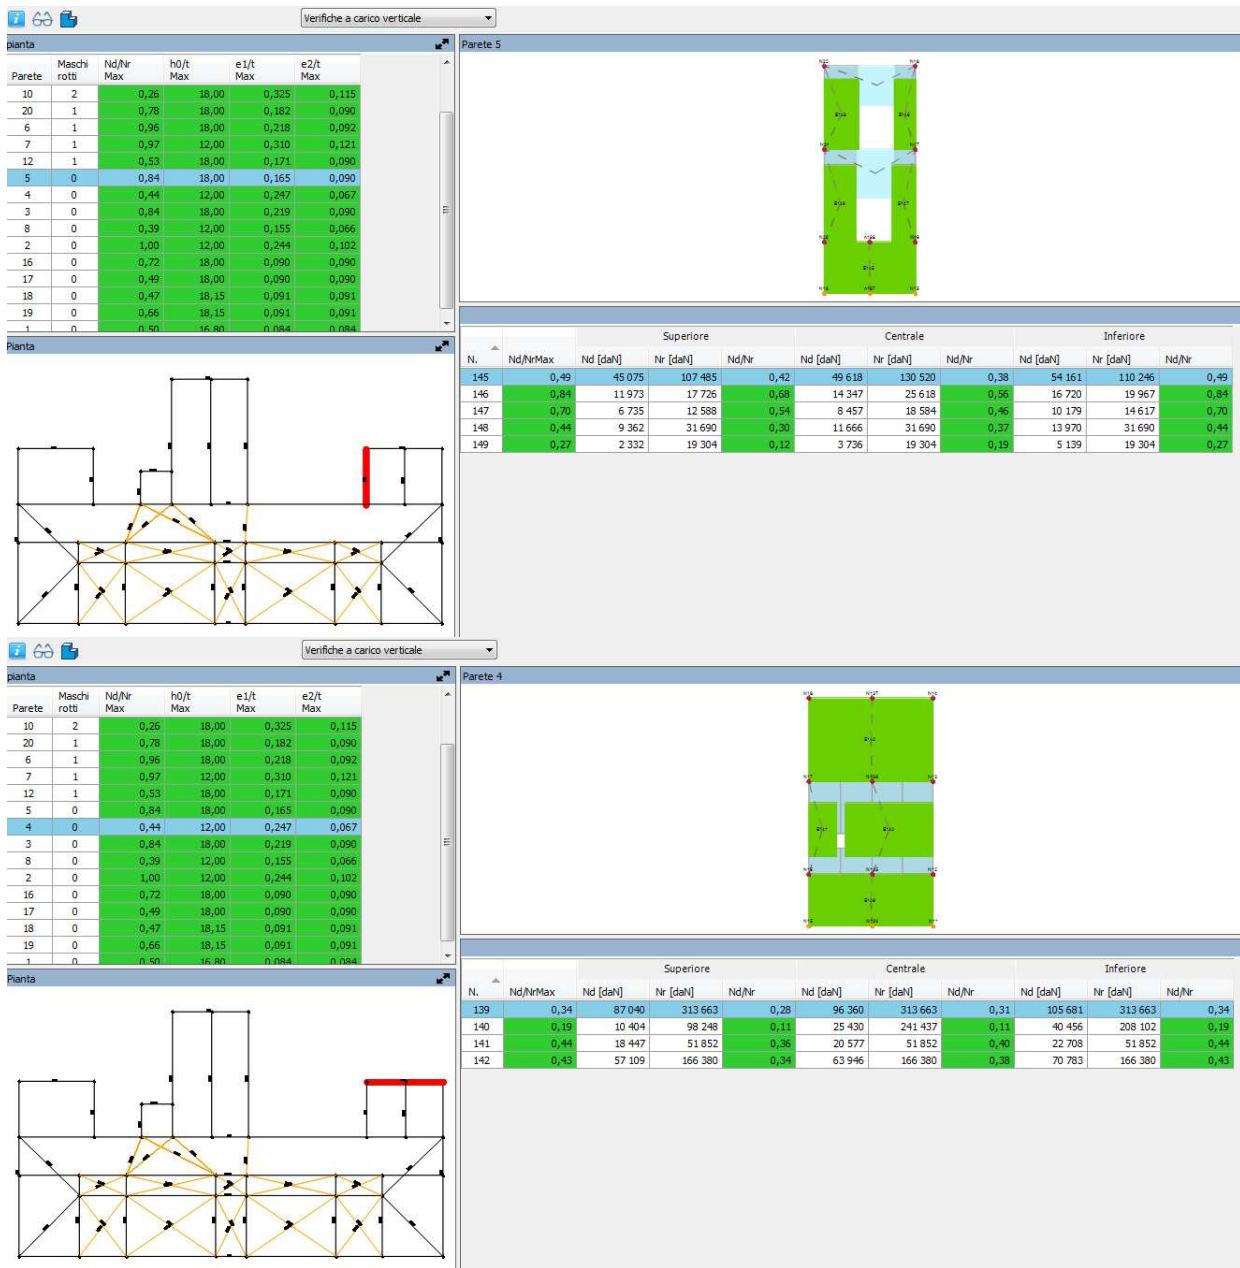 Verifiche a carico verticale
pianta
Parete 5
Parete Maschi rotti Nd/Nr Max h0/t Max e1/t Max e2/t Max
10 2 0,26 18,00 0,325 0,115
20 1 0,78 18,00 0,182 0,090
6 1 0,96 18,00 0,218 0,092
7 1 0,97 12,00 0,310 0,121
12 1 0,53 18,00 0,171 0,090
5 0 0,84 18,00 0,165 0,090
4 0 0,44 12,00 0,247 0,067
3 0 0,84 18,00 0,219 0,090
8 0 0,39 12,00 0,155 0,066
2 0 1,00 12,00 0,244 0,102
16 0 0,72 18,00 0,090 0,090
17 0 0,49 18,00 0,090 0,090
18 0 0,47 18,15 0,091 0,091
19 0 0,66 18,15 0,091 0,091
1 0 0,50 16,80 0,084 0,084
Pianta
Superiore Centrale Inferiore
N. Nd/NrMax Nd [daN] Nr [daN] Nd/Nr Nd [daN] Nr [daN] Nd/Nr Nd [daN] Nr [daN] Nd/Nr
145 0,49 45 075 107 485 0,42 49 618 130 520 0,38 54 161 110 246 0,49
146 0,84 11 973 17 726 0,68 14 347 25 618 0,56 16 720 19 967 0,84
147 0,70 6 735 12 588 0,54 8 457 18 584 0,46 10 179 14 617 0,70
148 0,44 9 362 31 690 0,30 11 666 31 690 0,37 13 970 31 690 0,44
149 0,27 2 332 19 304 0,12 3 736 19 304 0,19 5 139 19 304 0,27
Verifiche a carico verticale
pianta
Parete 4
Parete Maschi rotti Nd/Nr Max h0/t Max e1/t Max e2/t Max
10 2 0,26 18,00 0,325 0,115
20 1 0,78 18,00 0,182 0,090
6 1 0,96 18,00 0,218 0,092
7 1 0,97 12,00 0,310 0,121
12 1 0,53 18,00 0,171 0,090
5 0 0,84 18,00 0,165 0,090
4 0 0,44 12,00 0,247 0,067
3 0 0,84 18,00 0,219 0,090
8 0 0,39 12,00 0,155 0,066
2 0 1,00 12,00 0,244 0,102
16 0 0,72 18,00 0,090 0,090
17 0 0,49 18,00 0,090 0,090
18 0 0,47 18,15 0,091 0,091
19 0 0,66 18,15 0,091 0,091
1 0 0,50 16,80 0,084 0,084
Pianta
Superiore Centrale Inferiore
N. Nd/NrMax Nd [daN] Nr [daN] Nd/Nr Nd [daN] Nr [daN] Nd/Nr Nd [daN] Nr [daN] Nd/Nr
139 0,34 87 040 313 663 0,28 96 360 313 663 0,31 105 681 313 663 0,34
140 0,19 10 404 98 248 0,11 25 430 241 437 0,11 40 456 208 102 0,19
141 0,44 18 447 51 852 0,36 20 577 51 852 0,40 22 708 51 852 0,44
142 0,43 57 109 166 380 0,34 63 946 166 380 0,38 70 783 166 380 0,43